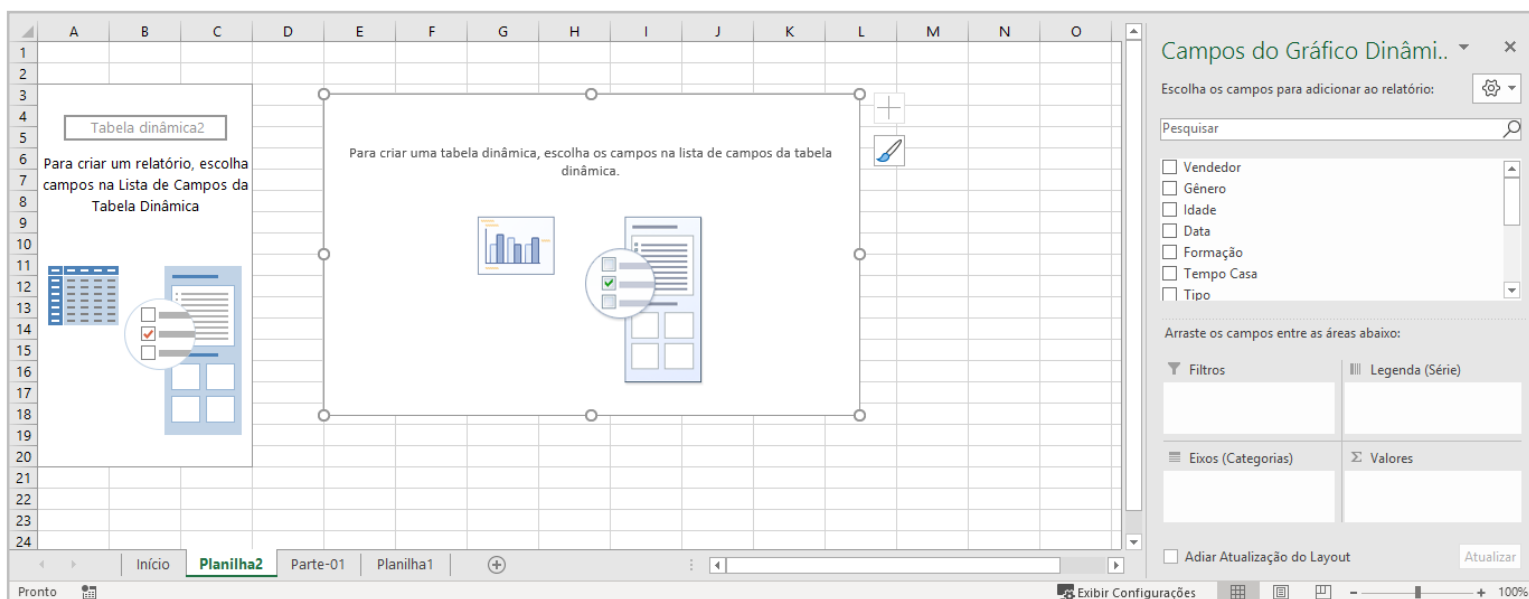 A B C D E F G H I J K L M N O
1
2
3
4
5
6
7
8
9
10
11
12
13
14
15
16
17
18
19
20
21
22
23
24
Tabela dinâmica2
Para criar um relatório, escolha
campos na Lista de Campos da
Tabela Dinâmica
Para criar uma tabela dinâmica, escolha os campos na lista de campos da tabela
dinâmica.
Campos do Gráfico Dinâmi..
Escolha os campos para adicionar ao relatório:
Pesquisar
Vendedor
Gênero
Idade
Data
Formação
Tempo Casa
Tipo
Arraste os campos entre as áreas abaixo:
Filtros
Legenda (Série)
Eixos (Categorias)
Σ Valores
Adiar Atualização do Layout
Atualizar
Início Planilha2 Parte-01 Planilha1
Pronto
Exibir Configurações
100%